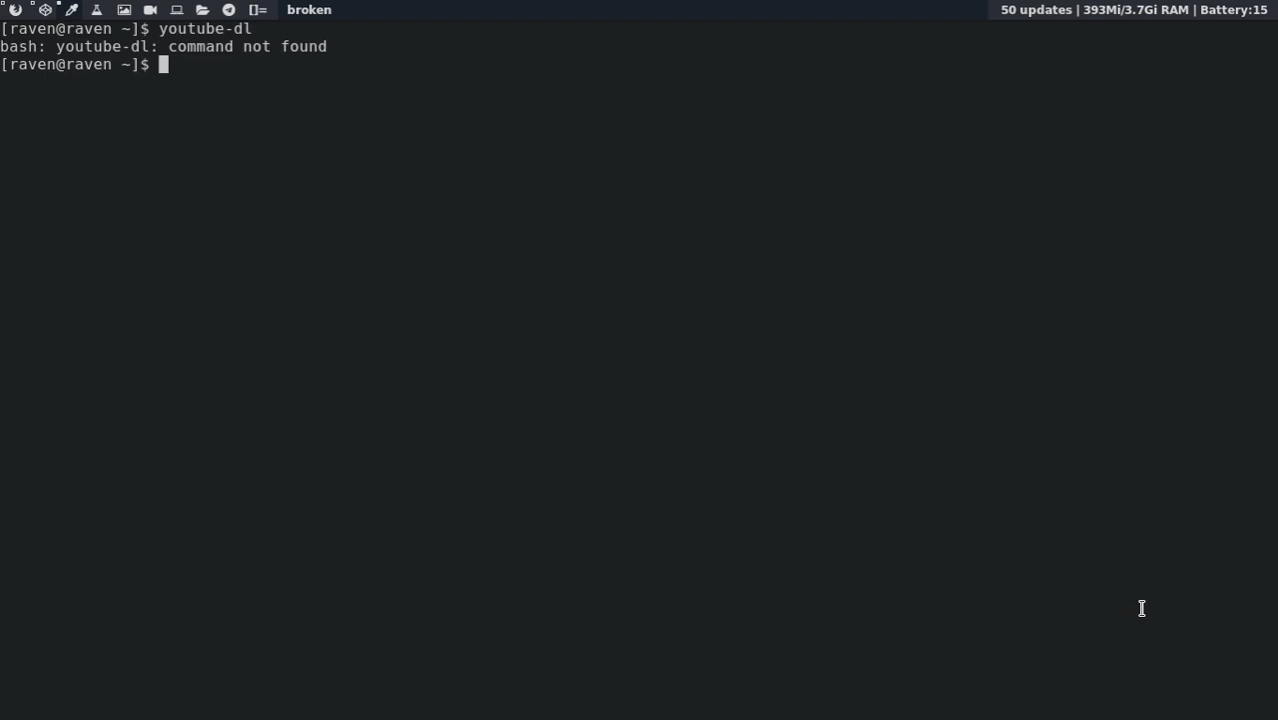 []= broken 50 updates | 393Mi/3.7Gi RAM | Battery:15
[raven@raven ~]$ youtube-dl
bash: youtube-dl: command not found
[raven@raven ~]$